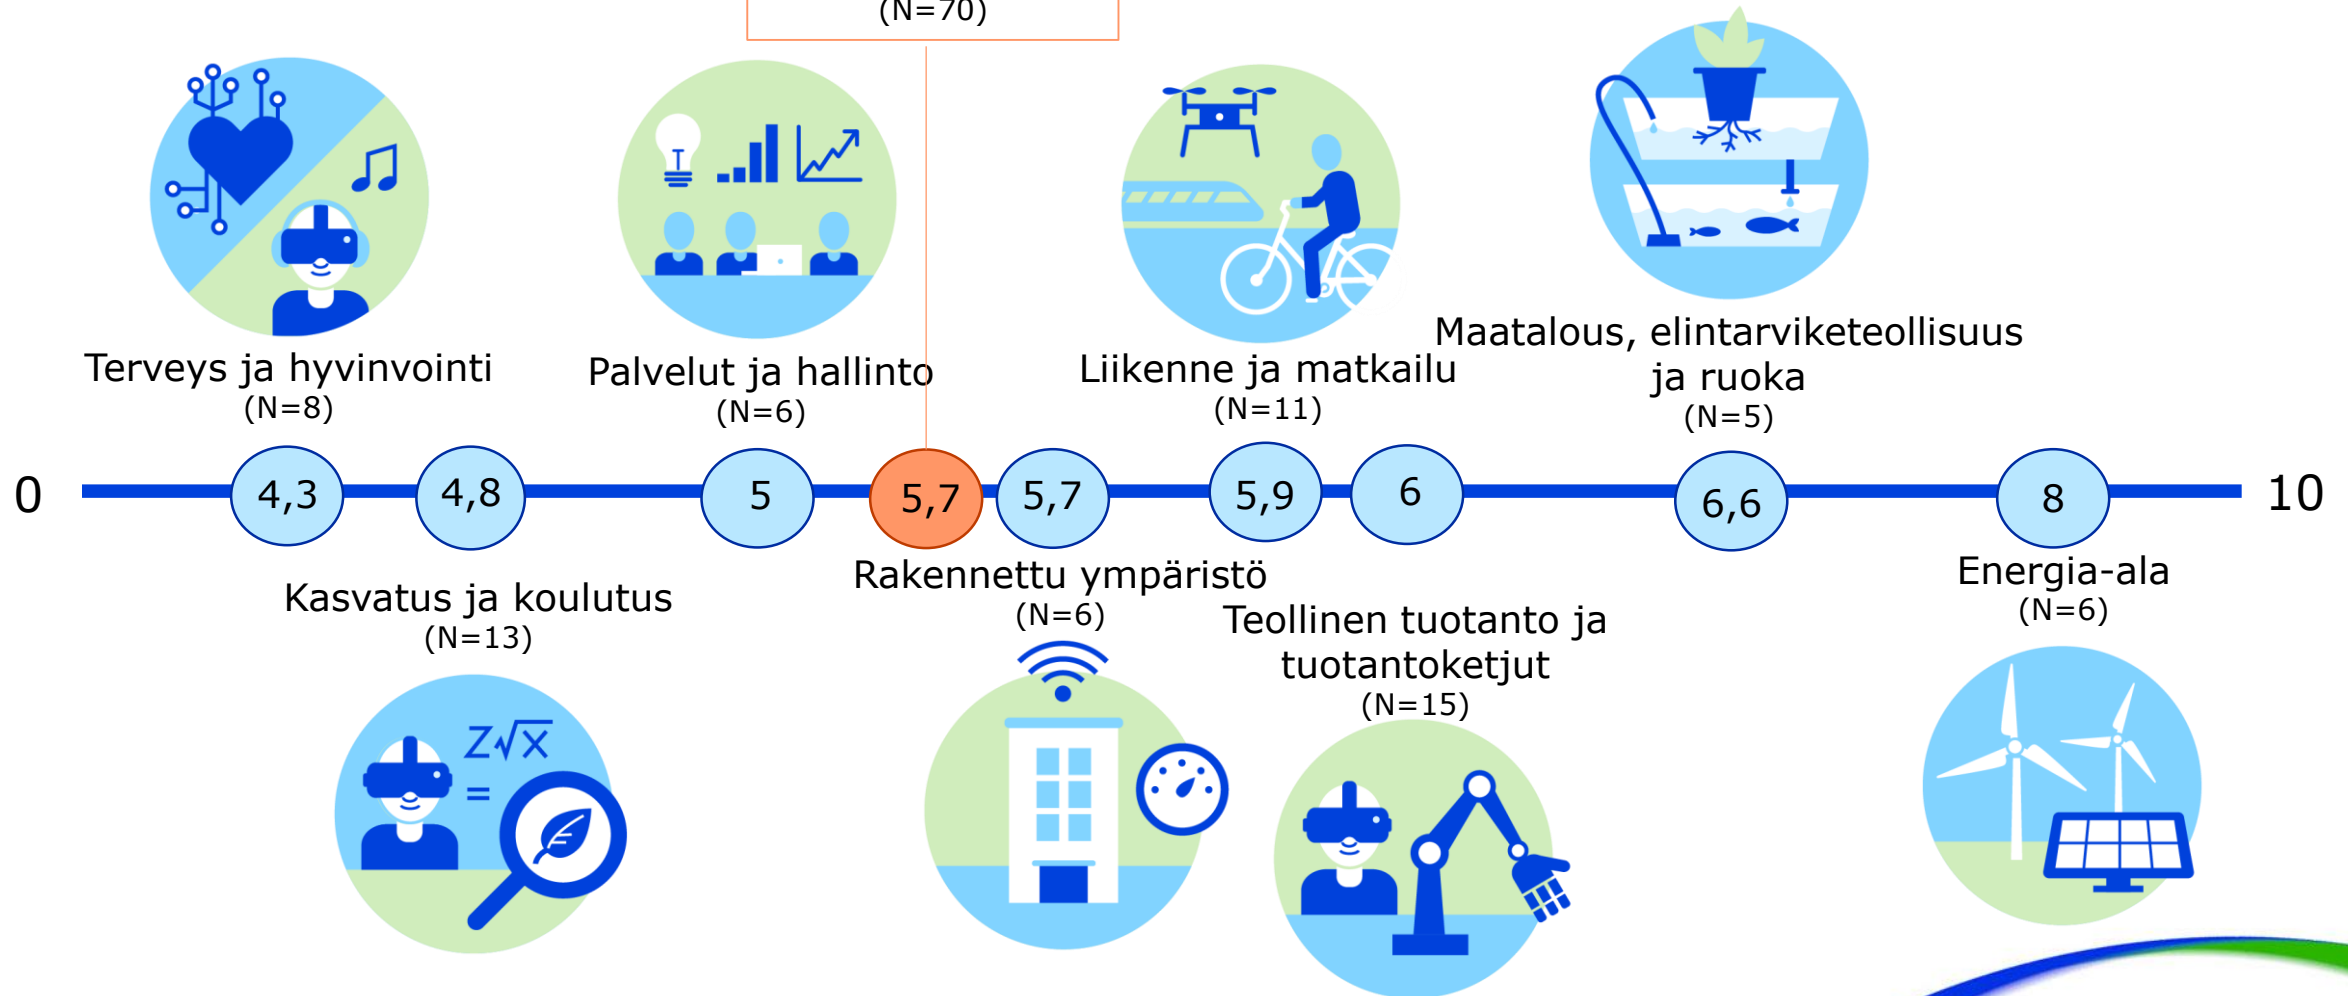 (N=70)
Terveys ja hyvinvointi
(N=8)
Palvelut ja hallinto
(N=6)
Liikenne ja matkailu
(N=11)
Maatalous, elintarviketeollisuus
ja ruoka
(N=5)
0
4,3
4,8
5
5,7
5,7
5,9
6
6,6
8
10
Kasvatus ja koulutus
(N=13)
Rakennettu ympäristö
(N=6)
Teollinen tuotanto ja
tuotantoketjut
(N=15)
Energia-ala
(N=6)
Z√x
=